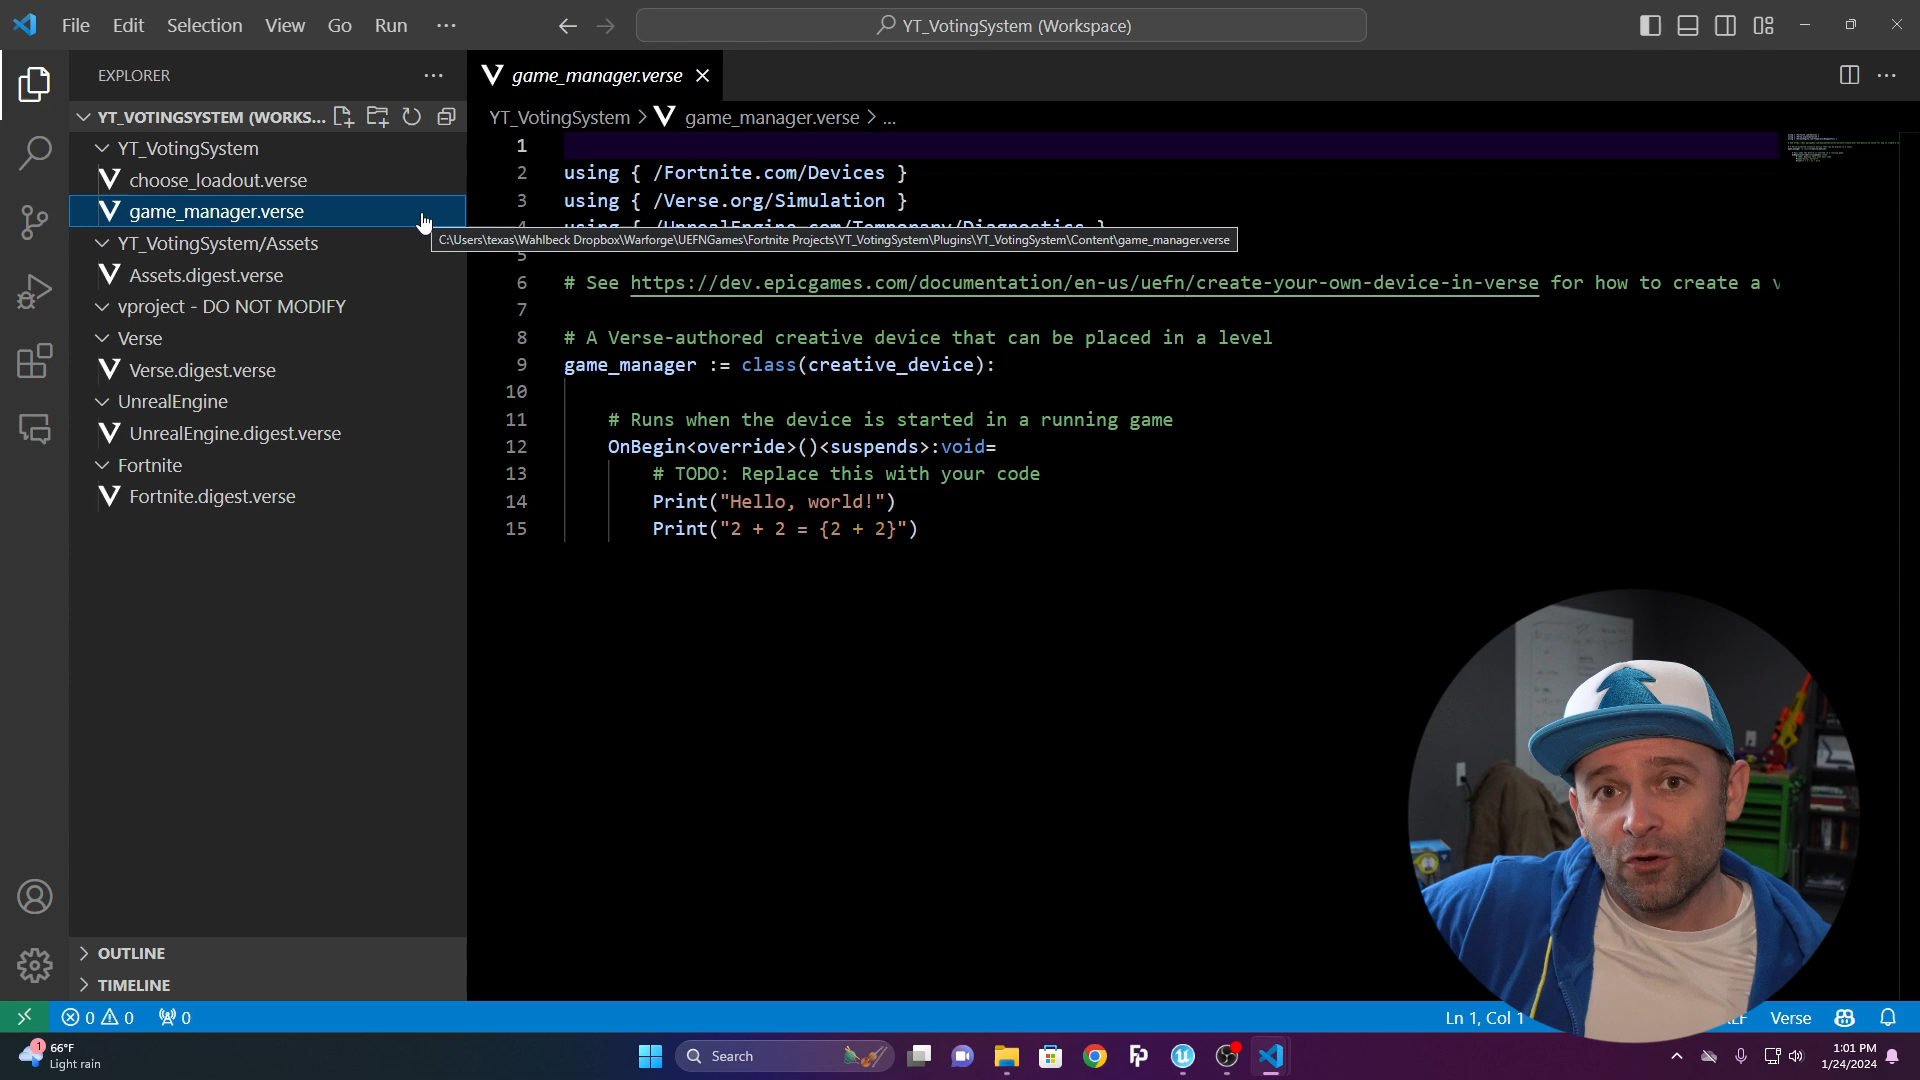 File Edit Selection View Go Run ...
YT_VotingSystem (Workspace)
EXPLORER
YT_VOTINGSYSTEM (WORKS...
YT_VotingSystem
choose_loadout.verse
game_manager.verse
YT_VotingSystem/Assets
Assets.digest.verse
vproject - DO NOT MODIFY
Verse
Verse.digest.verse
UnrealEngine
UnrealEngine.digest.verse
Fortnite
Fortnite.digest.verse
OUTLINE
TIMELINE
game_manager.verse
YT_VotingSystem > game_manager.verse > ...
1
2 using { /Fortnite.com/Devices }
3 using { /Verse.org/Simulation }
4 using { /UnrealEngine.com/Temporary/Diagnostics }
C:\Users\texas\Wahlbeck Dropbox\Warforge\UEFNGames\Fortnite Projects\YT_VotingSystem\Plugins\YT_VotingSystem\Content\game_manager.verse
5
6 # See https://dev.epicgames.com/documentation/en-us/uefn/create-your-own-device-in-verse for how to create a
7
8 # A Verse-authored creative device that can be placed in a level
9 game_manager := class(creative_device):
10
11 # Runs when the device is started in a running game
12 OnBegin<override>()<suspends>:void=
13 # TODO: Replace this with your code
14 Print("Hello, world!")
15 Print("2 + 2 = {2 + 2}")
0 0 0
Ln 1, Col 1
Verse
1
66°F
Light rain
Search
1:01 PM
1/24/2024